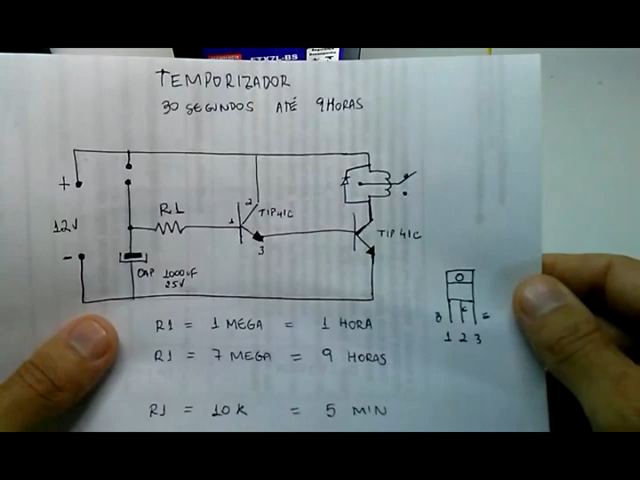 TEMPORIZADOR
30 SEGUNDOS ATÉ 9 HORAS
+
12V
-
R1
1
2
3
TIP41C
TIP41C
CAP 1000uF
25V
R1 = 1 MEGA = 1 HORA
R1 = 7 MEGA = 9 HORAS
R1 = 10K = 5 MIN
1 2 3